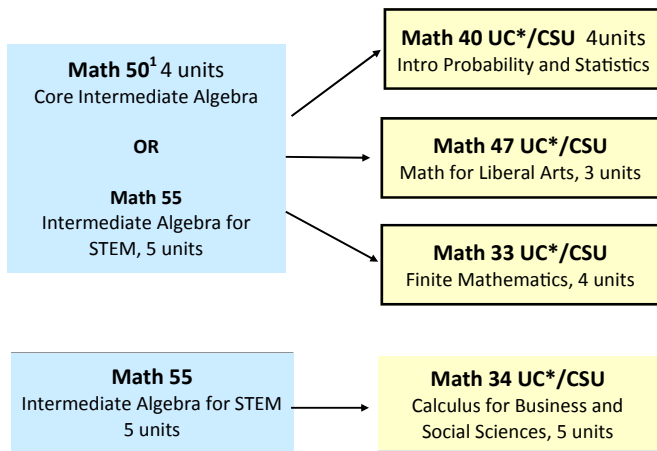 Math 50¹ 4 units
Core Intermediate Algebra
OR
Math 55
Intermediate Algebra for
STEM, 5 units
Math 40 UC*/CSU 4units
Intro Probability and Statistics
Math 47 UC*/CSU
Math for Liberal Arts, 3 units
Math 33 UC*/CSU
Finite Mathematics, 4 units
Math 55
Intermediate Algebra for STEM
5 units
Math 34 UC*/CSU
Calculus for Business and
Social Sciences, 5 units